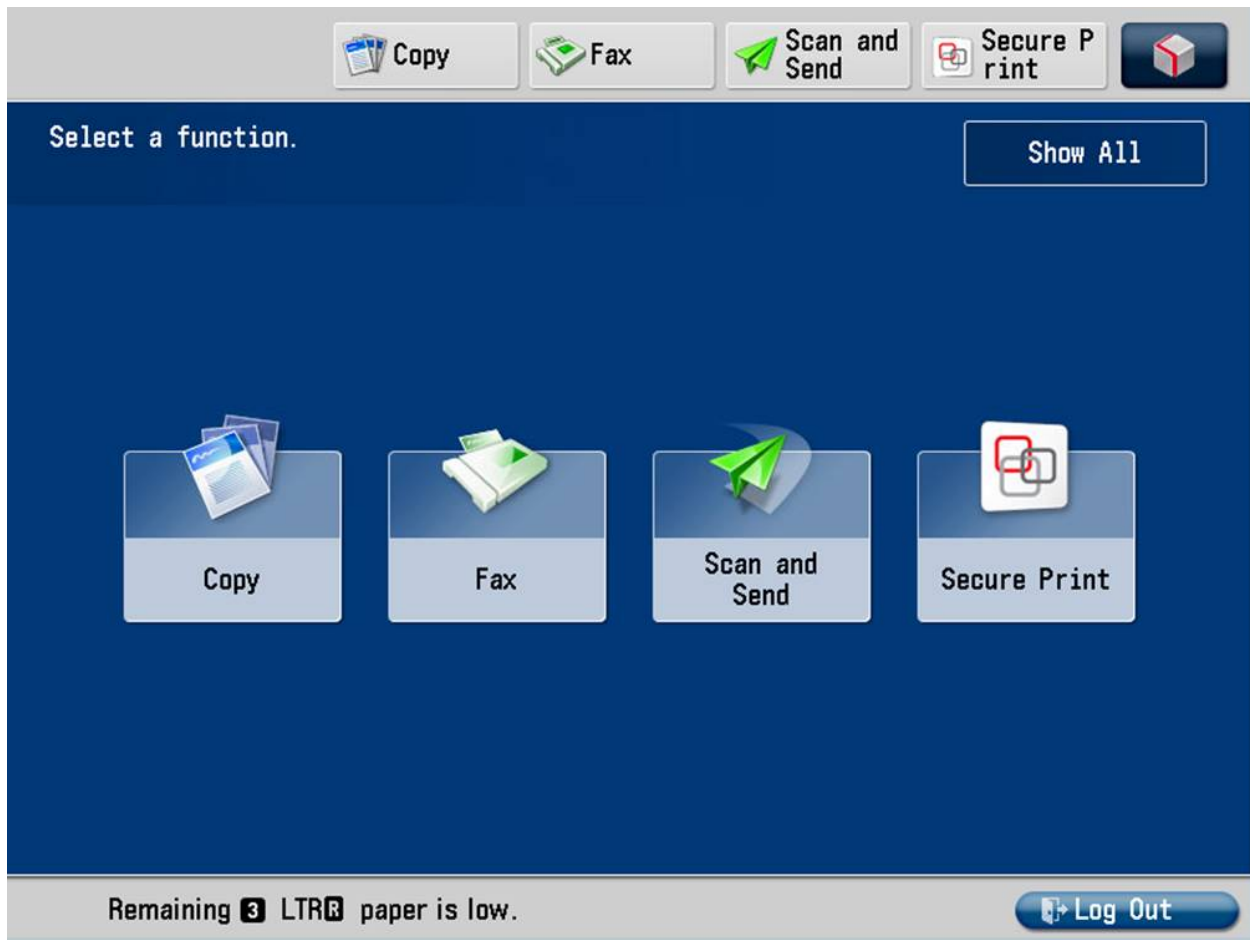 Copy
Fax
Scan and
Send
Secure P
rint
Select a function.
Show All
Copy
Fax
Scan and
Send
Secure Print
Remaining 3 LTRR paper is low.
Log Out